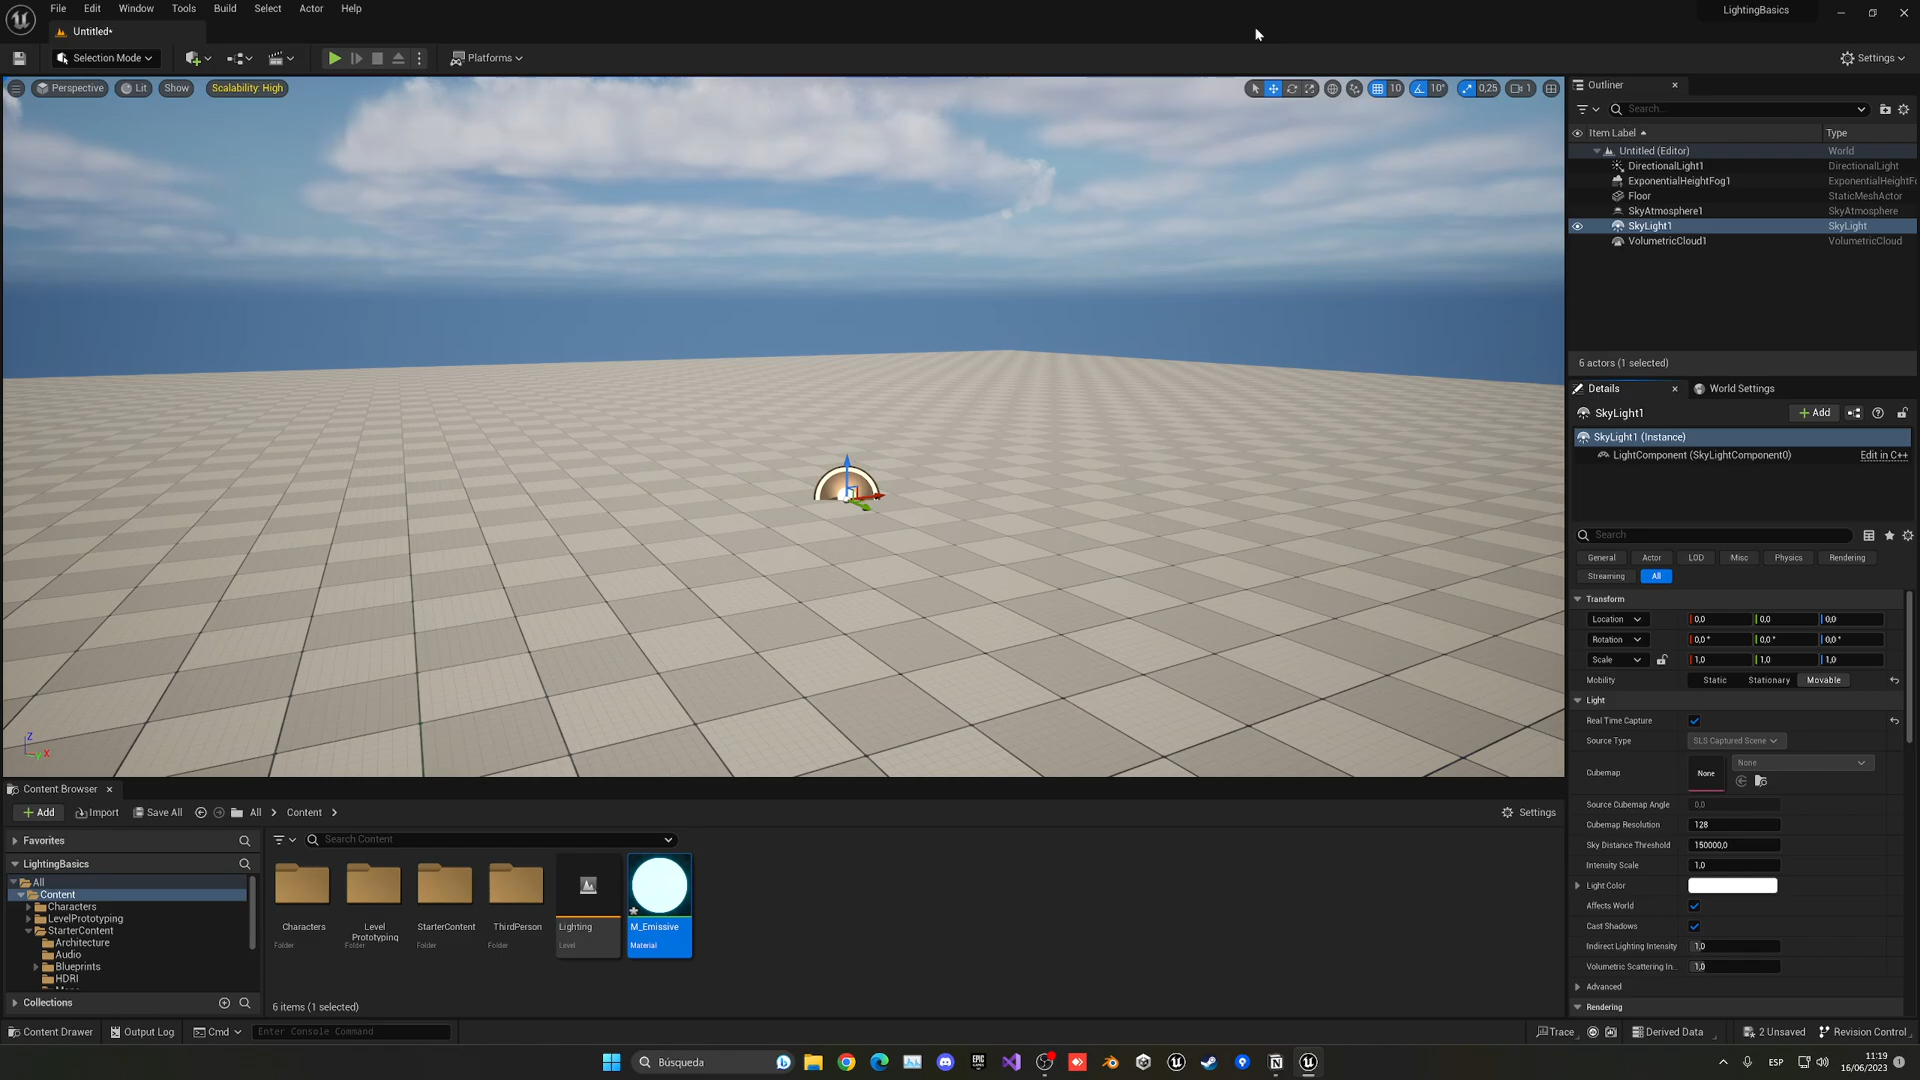 File Edit Window Tools Build Select Actor Help
LightingBasics
Untitled*
Selection Mode
Platforms
Settings
Perspective
Lit
Show
Scalability: High
10
10°
0,25
1
Outliner
Search...
Item Label
Type
Untitled (Editor) World
DirectionalLight1 DirectionalLight
ExponentialHeightFog1 ExponentialHeightFo
Floor StaticMeshActor
SkyAtmosphere1 SkyAtmosphere
SkyLight1 SkyLight
VolumetricCloud1 VolumetricCloud
6 actors (1 selected)
Details
World Settings
SkyLight1
Add
SkyLight1 (Instance)
LightComponent (SkyLightComponent0) Edit in C++
Search
General Actor LOD Misc Physics Rendering
Streaming All
Transform
Location 0,0 0,0 0,0
Rotation 0,0 ° 0,0 ° 0,0 °
Scale 1,0 1,0 1,0
Mobility Static Stationary Movable
Light
Real Time Capture
Source Type SLS Captured Scene
Cubemap None None
Source Cubemap Angle 0,0
Cubemap Resolution 128
Sky Distance Threshold 150000,0
Intensity Scale 1,0
Light Color
Affects World
Cast Shadows
Indirect Lighting Intensity 1,0
Volumetric Scattering In... 1,0
Advanced
Rendering
Z
X
Content Browser
Add Import Save All All Content
Settings
Favorites
Search Content
LightingBasics
All
Content
Characters
LevelPrototyping
StarterContent
Architecture
Audio
Blueprints
HDRI
Collections
Characters
Folder
Level Prototyping
Folder
StarterContent
Folder
ThirdPerson
Folder
Lighting
Level
M_Emissive
Material
6 items (1 selected)
Content Drawer
Output Log
Cmd
Enter Console Command
Trace
Derived Data
2 Unsaved
Revision Control
Búsqueda
ESP
11:19
16/06/2023
1